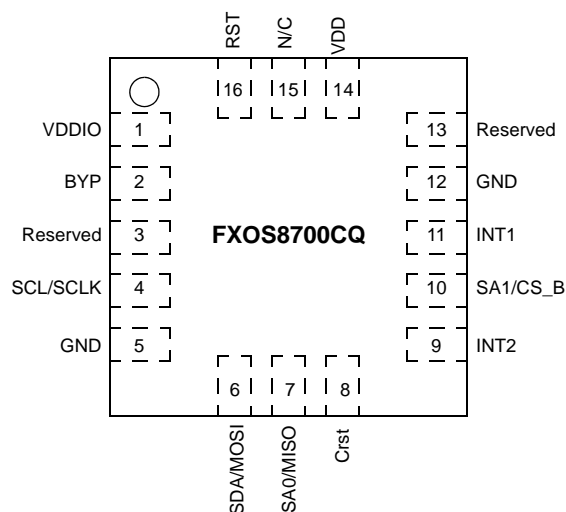 RST
N/C
VDD
16
15
14
VDDIO 1
13 Reserved
BYP 2
12 GND
Reserved 3
FXOS8700CQ
11 INT1
SCL/SCLK 4
10 SA1/CS_B
GND 5
9 INT2
6
7
8
SDA/MOSI
SA0/MISO
Crst